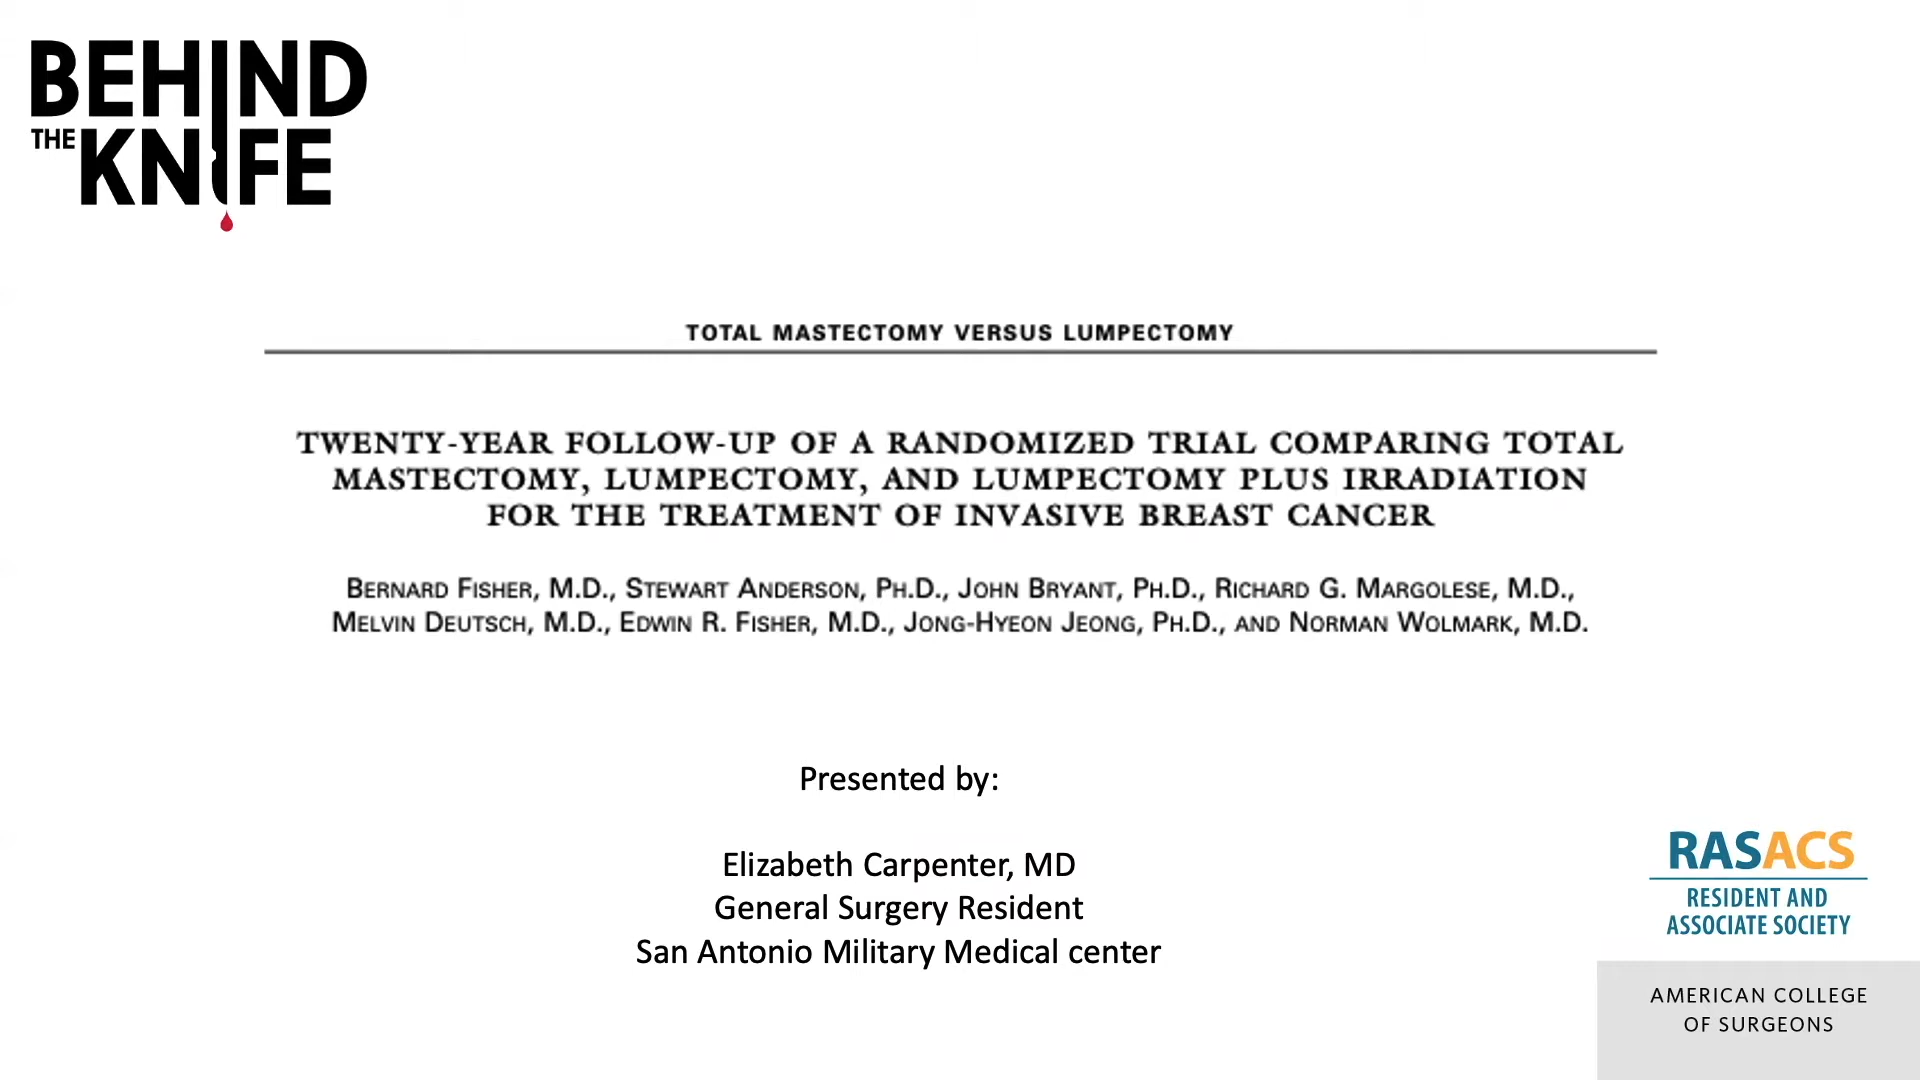 BEHIND
THE KNIFE
TOTAL MASTECTOMY VERSUS LUMPECTOMY
TWENTY-YEAR FOLLOW-UP OF A RANDOMIZED TRIAL COMPARING TOTAL
MASTECTOMY, LUMPECTOMY, AND LUMPECTOMY PLUS IRRADIATION
FOR THE TREATMENT OF INVASIVE BREAST CANCER
BERNARD FISHER, M.D., STEWART ANDERSON, PH.D., JOHN BRYANT, PH.D., RICHARD G. MARGOLESE, M.D.,
MELVIN DEUTSCH, M.D., EDWIN R. FISHER, M.D., JONG-HYEON JEONG, PH.D., AND NORMAN WOLMARK, M.D.
Presented by:
Elizabeth Carpenter, MD
General Surgery Resident
San Antonio Military Medical center
RASACS
RESIDENT AND
ASSOCIATE SOCIETY
AMERICAN COLLEGE
OF SURGEONS